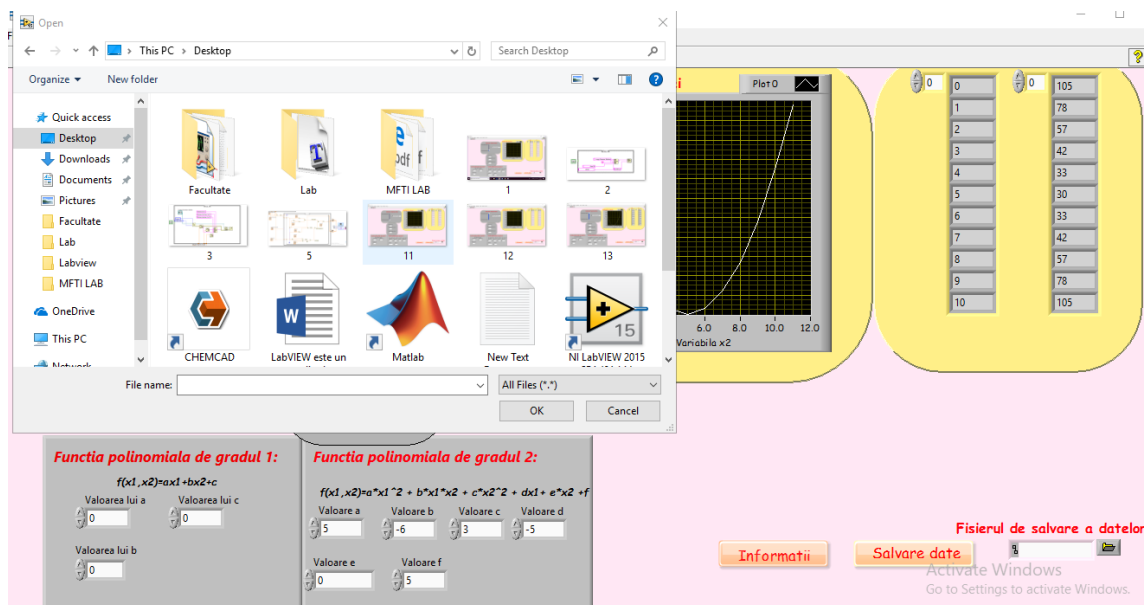 Open
This PC > Desktop
Search Desktop
Organize
New folder
Quick access
Desktop
Downloads
Documents
Pictures
Facultate
Lab
Labview
MFTI LAB
OneDrive
This PC
Network
Facultate
Lab
MFTI LAB
1
2
3
5
11
12
13
CHEMCAD
LabVIEW este un
Matlab
New Text
NI LabVIEW 2015
15
File name:
All Files (*.*)
OK
Cancel
Plot 0
6.0 8.0 10.0 12.0
Variabila x2
0
0
0 105
1 78
2 57
3 42
4 33
5 30
6 33
7 42
8 57
9 78
10 105
Functia polinomiala de gradul 1:
f(x1,x2)=ax1+bx2+c
Valoarea lui a
Valoarea lui c
0
0
Valoarea lui b
0
Functia polinomiala de gradul 2:
f(x1,x2)=a*x1^2 + b*x1*x2 + c*x2^2 + dx1+ e*x2 +f
Valoare a
Valoare b
Valoare c
Valoare d
5
-6
3
-5
Valoare e
Valoare f
0
5
Informatii
Salvare date
Fisierul de salvare a datelor
Activate Windows
Go to Settings to activate Windows.